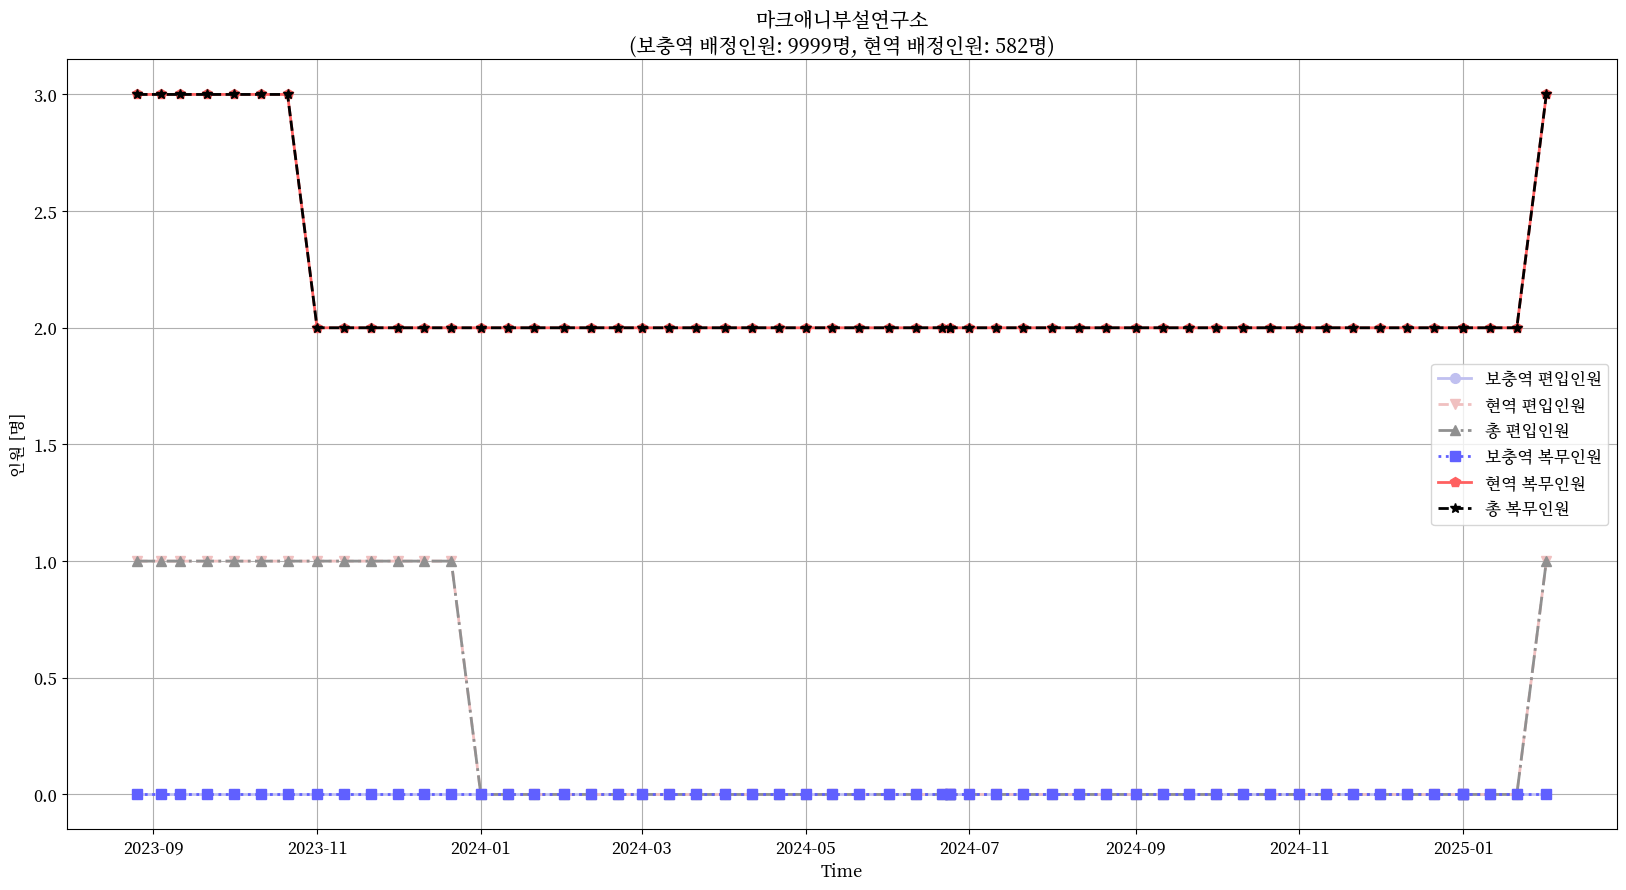 마크애니부설연구소
(보충역 배정인원: 9999명, 현역 배정인원: 582명)
3.0
2.5
2.0
1.5
1.0
0.5
0.0
인원 [명]
보충역 편입인원
현역 편입인원
총 편입인원
보충역 복무인원
현역 복무인원
총 복무인원
2023-09
2023-11
2024-01
2024-03
2024-05
2024-07
2024-09
2024-11
2025-01
Time